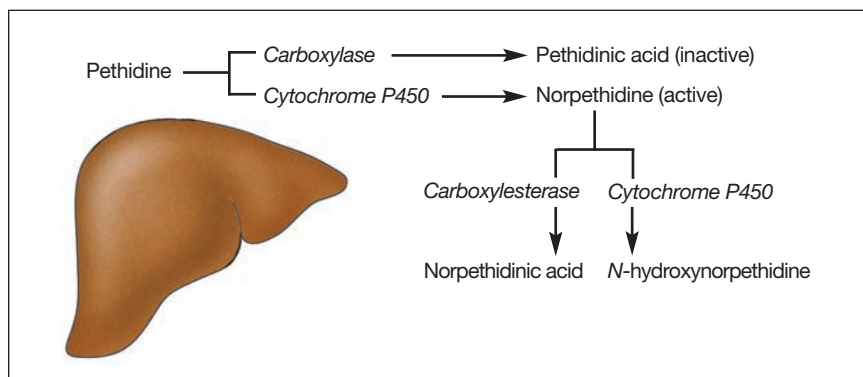 Pethidine
Carboxylase
Pethidinic acid (inactive)
Cytochrome P450
Norpethidine (active)
Carboxylesterase
Cytochrome P450
Norpethidinic acid
N-hydroxynorpethidine